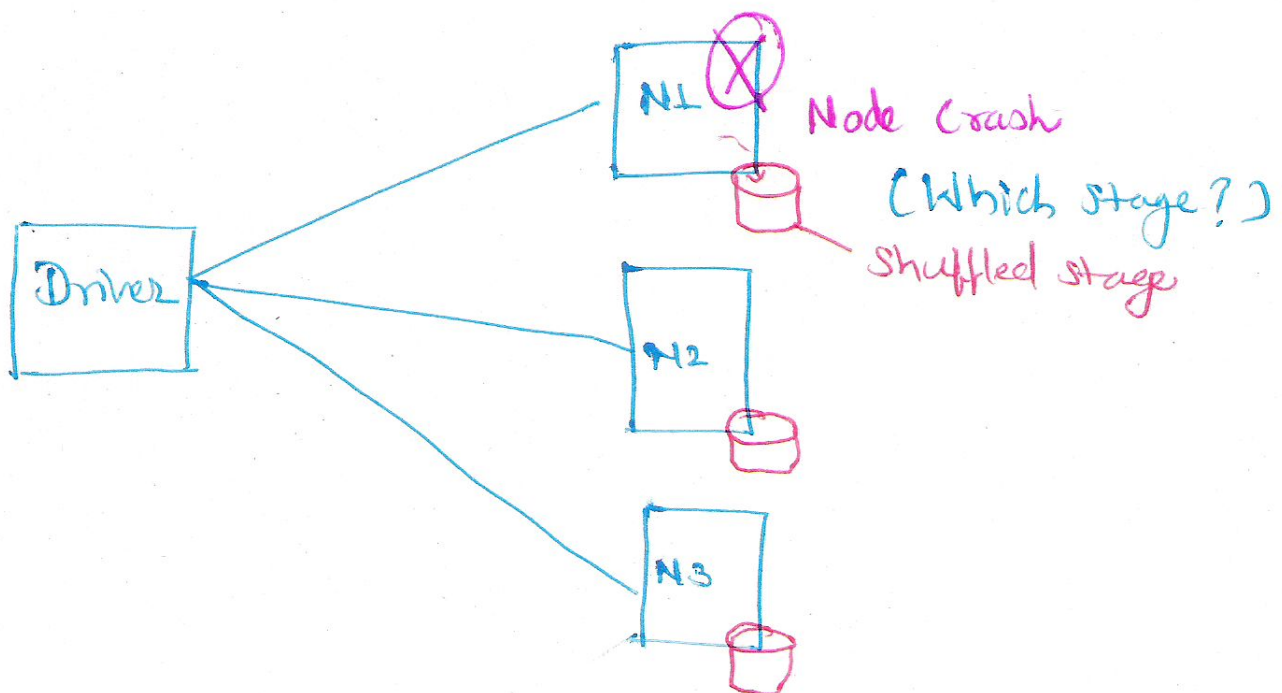 N1
Node Crash
(Which stage?)
Shuffled stage
Driver
N2
N3